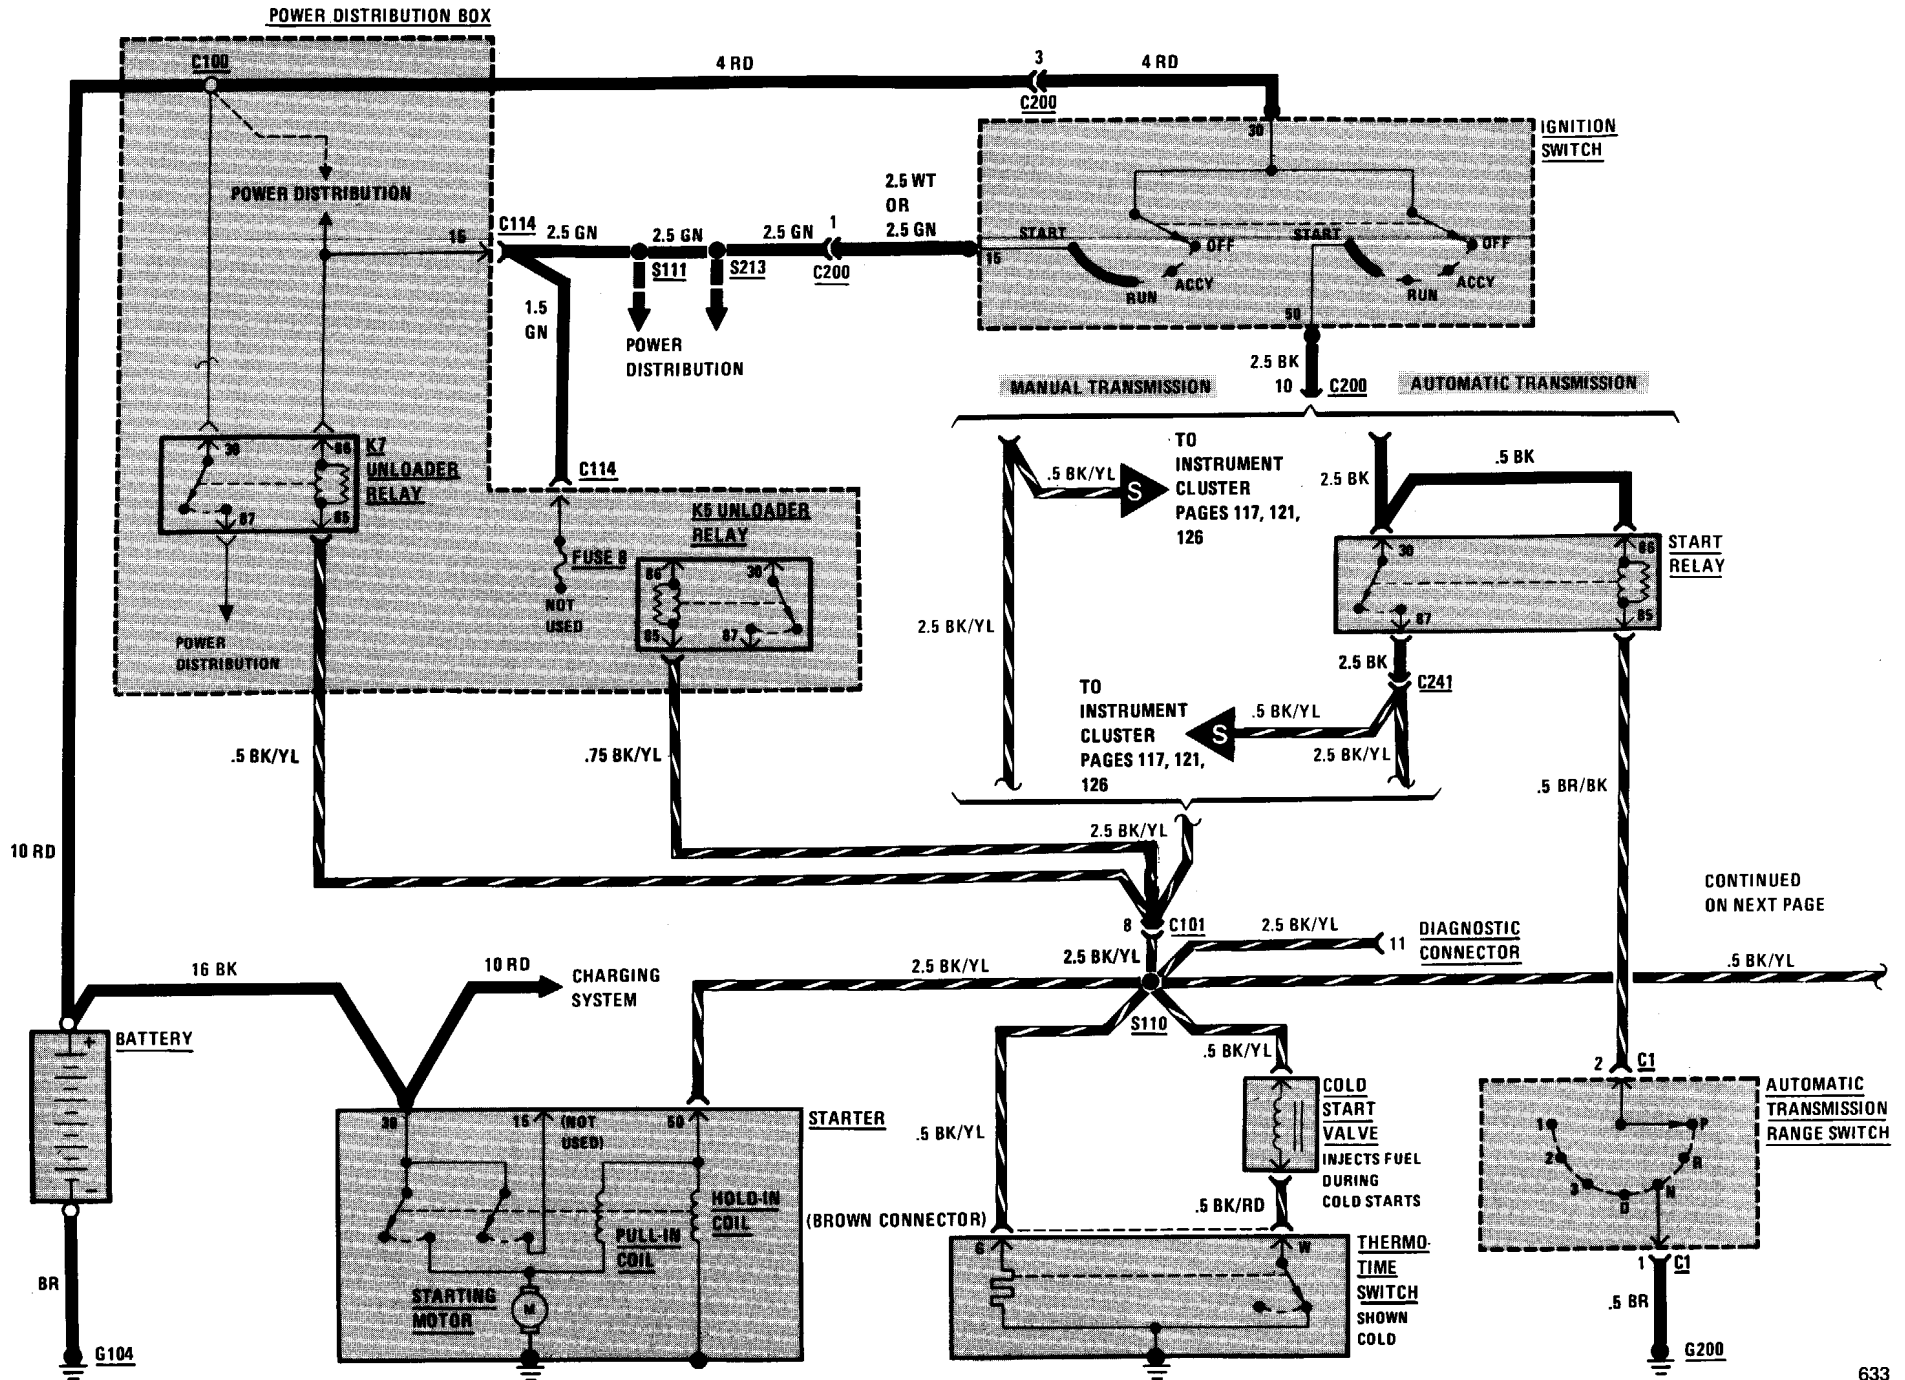 POWER DISTRIBUTION BOX
C100
4 RD
3
4 RD
C200
30
IGNITION
SWITCH
POWER DISTRIBUTION
2.5 WT
OR
2.5 GN
15
C114
2.5 GN
2.5 GN
2.5 GN
1
S111
S213
C200
15
START
OFF
ACCY
RUN
START
OFF
ACCY
RUN
50
1.5
GN
POWER
DISTRIBUTION
2.5 BK
10
C200
MANUAL TRANSMISSION
AUTOMATIC TRANSMISSION
30
86
K7
UNLOADER
RELAY
87
85
C114
TO
INSTRUMENT
CLUSTER
PAGES 117, 121,
126
.5 BK/YL
S
2.5 BK
.5 BK
K5 UNLOADER
RELAY
FUSE 8
NOT
USED
86
30
85
87
START
RELAY
30
86
87
85
POWER
DISTRIBUTION
2.5 BK/YL
2.5 BK
C241
TO
INSTRUMENT
CLUSTER
PAGES 117, 121,
126
.5 BK/YL
S
2.5 BK/YL
.5 BK/YL
.75 BK/YL
.5 BR/BK
10 RD
2.5 BK/YL
CONTINUED
ON NEXT PAGE
8
C101
2.5 BK/YL
11
DIAGNOSTIC
CONNECTOR
2.5 BK/YL
16 BK
10 RD
CHARGING
SYSTEM
2.5 BK/YL
.5 BK/YL
S110
.5 BK/YL
BATTERY
+
-
2
C1
COLD
START
VALVE
INJECTS FUEL
DURING
COLD STARTS
AUTOMATIC
TRANSMISSION
RANGE SWITCH
30
15
(NOT
USED)
50
STARTER
.5 BK/YL
1
2
3
D
N
R
P
HOLD-IN
COIL
PULL-IN
COIL
(BROWN CONNECTOR)
.5 BK/RD
G
W
THERMO-
TIME
SWITCH
SHOWN
COLD
1
C1
BR
STARTING
MOTOR
M
.5 BR
G104
G200
633